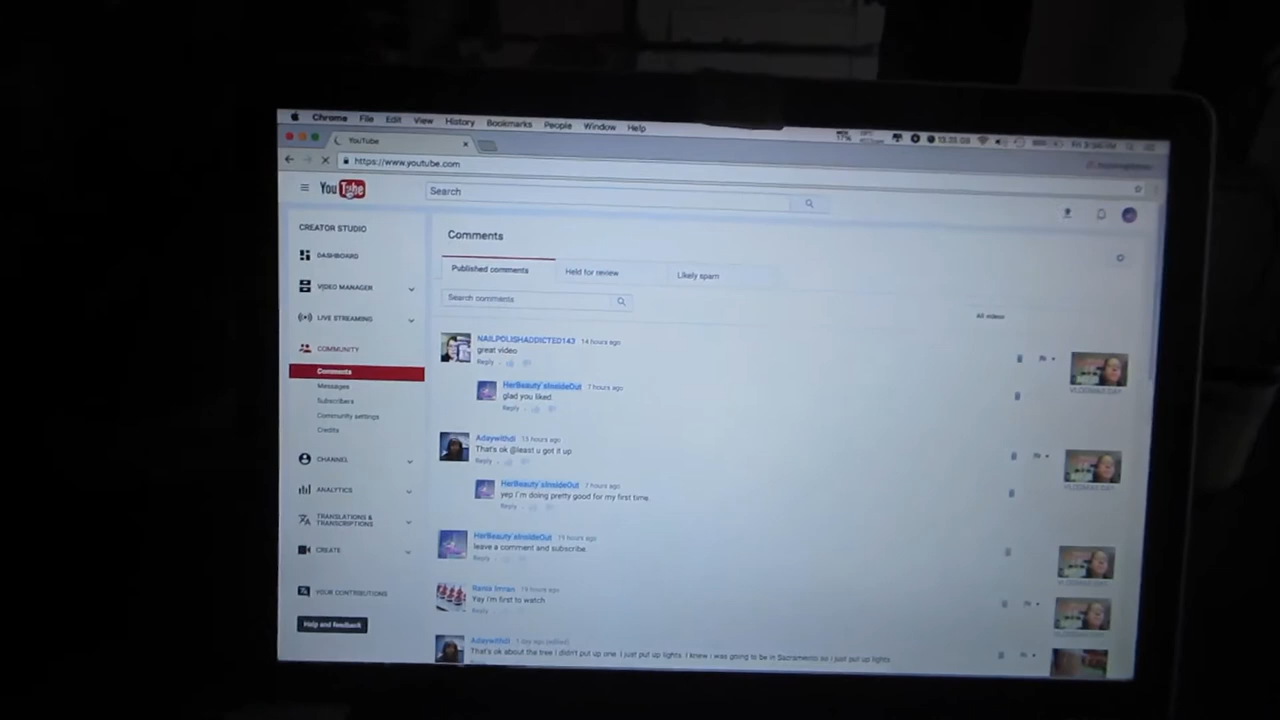 Chrome File Edit View History Bookmarks People Window Help
YouTube
https://www.youtube.com
YouTube
Search
CREATOR STUDIO
DASHBOARD
VIDEO MANAGER
LIVE STREAMING
COMMUNITY
Comments
Messages
Subscribers
Community settings
Credits
CHANNEL
ANALYTICS
TRANSLATIONS &
TRANSCRIPTIONS
CREATE
YOUR CONTRIBUTIONS
Help and feedback
Comments
Published comments Held for review Likely spam
Search comments
All videos
NAILPOLISHADDICTED143 14 hours ago
great video
Reply
HerBeauty'sInsideOut 7 hours ago
glad you liked
Reply
Adaywithdi 15 hours ago
That's ok @least u got it up
Reply
HerBeauty'sInsideOut 7 hours ago
yep i'm doing pretty good for my first time.
Reply
HerBeauty'sInsideOut 19 hours ago
leave a comment and subscribe.
Reply
Rania Imran 19 hours ago
Yay i'm first to watch
Reply
Adaywithdi 1 day ago (edited)
That's ok about the tree I didn't put up one. I just put up lights. I knew i was going to be in Sacramento so I just put up lights